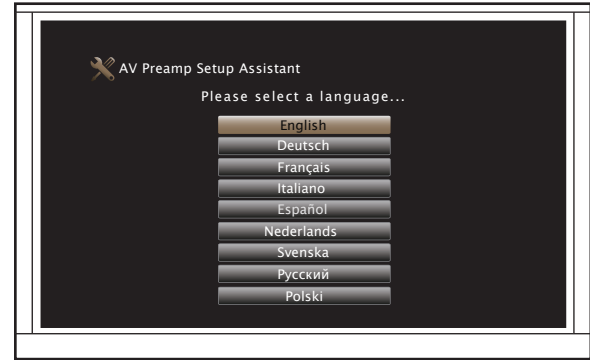 AV Preamp Setup Assistant
Please select a language...
English
Deutsch
Français
Italiano
Español
Nederlands
Svenska
Русский
Polski